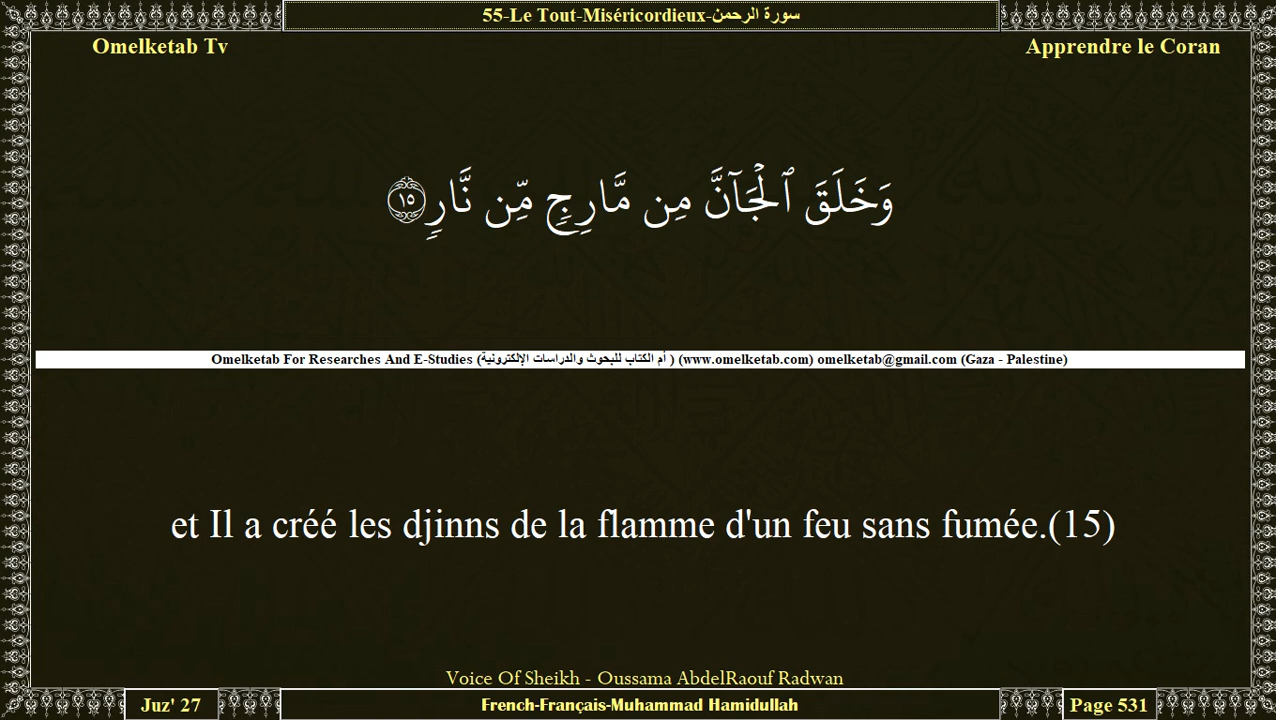 55-Le Tout-Miséricordieux-سورة الرحمن
Omelketab Tv
Apprendre le Coran
وَخَلَقَ ٱلۡجَآنَّ مِن مَّارِجٖ مِّن نَّارٖ ١٥
Omelketab For Researches And E-Studies (أم الكتاب للبحوث والدراسات الإلكترونية ) (www.omelketab.com) omelketab@gmail.com (Gaza - Palestine)
et Il a créé les djinns de la flamme d'un feu sans fumée.(15)
Voice Of Sheikh - Oussama AbdelRaouf Radwan
Juz' 27
French-Français-Muhammad Hamidullah
Page 531